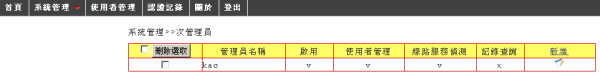 首頁 系統管理 使用者管理 認證記錄 關於 登出
系統管理>>次管理員
刪除選取 管理員名稱 啟用 使用者管理 線路服務偵測 記錄查詢 新增
kao v v v x